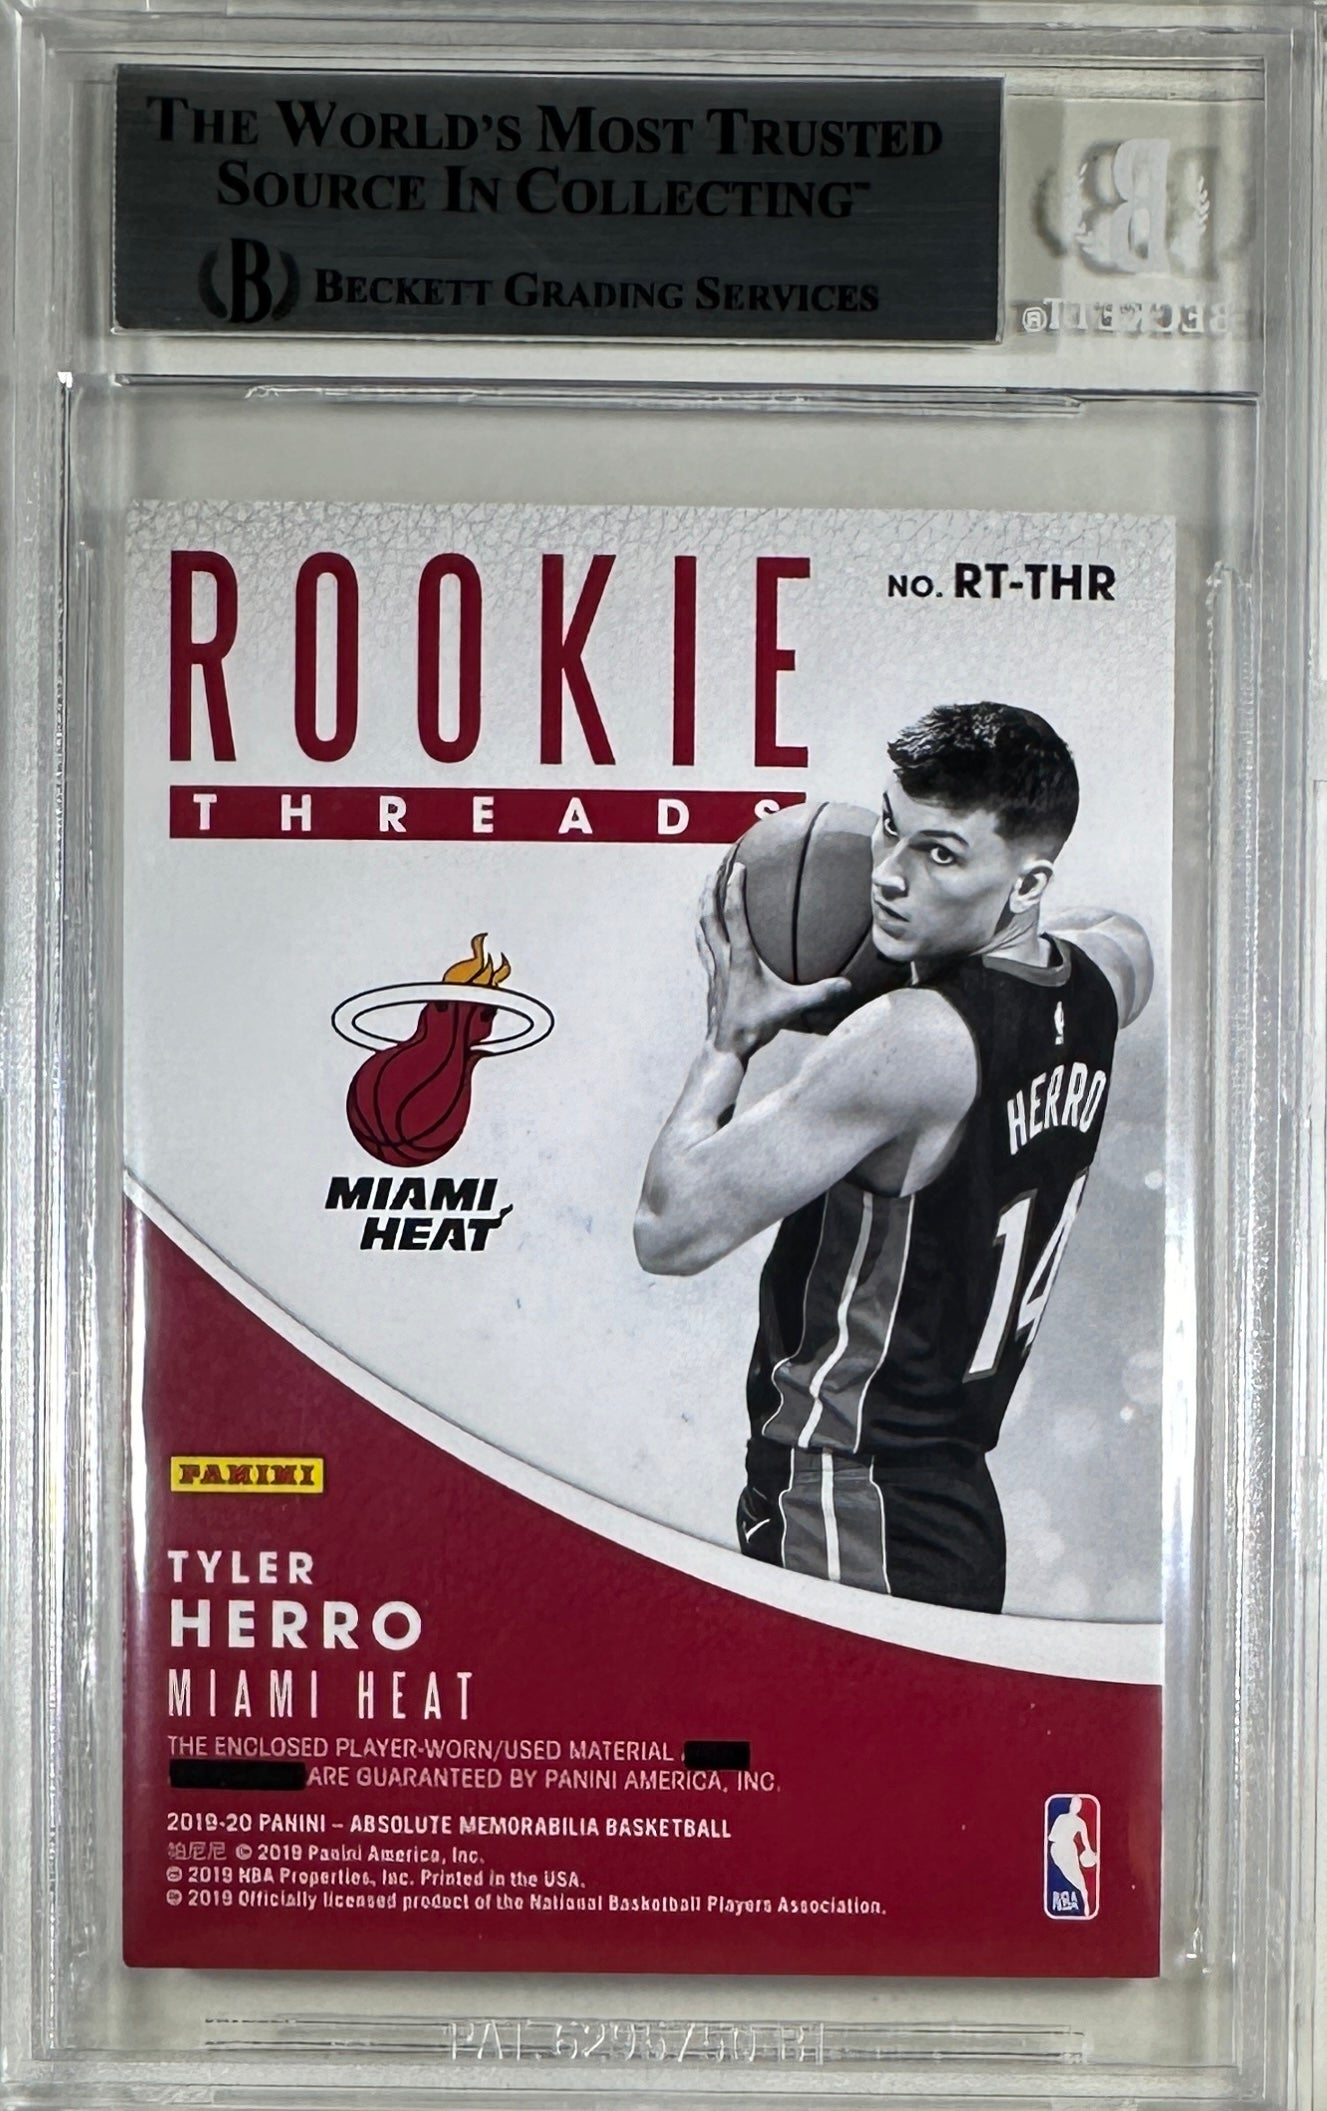 THE WORLD'S MOST TRUSTED
SOURCE IN COLLECTING™
B BECKETT GRADING SERVICES
BECKETT®
ROOKIE
NO. RT-THR
THREADS
HERRO
14
MIAMI
HEAT
PANINI
TYLER
HERRO
MIAMI HEAT
THE ENCLOSED PLAYER-WORN/USED MATERIAL
ARE GUARANTEED BY PANINI AMERICA, INC.
2019-20 PANINI – ABSOLUTE MEMORABILIA BASKETBALL
帕尼尼 © 2019 Panini America, Inc.
© 2019 NBA Properties, Inc. Printed in the USA.
© 2019 Officially licensed product of the National Basketball Players Association.
NBA